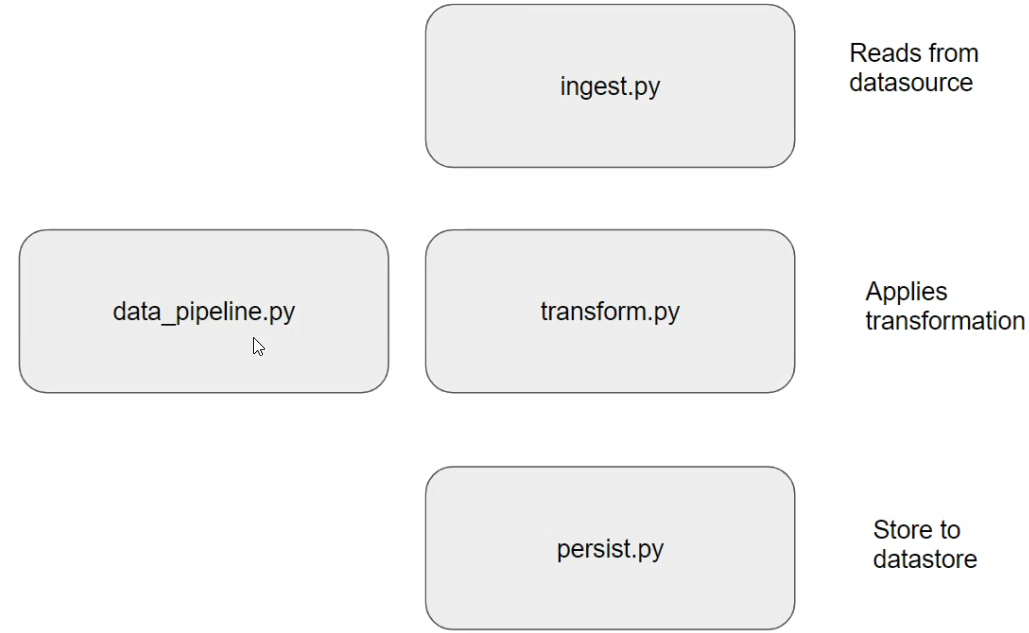 ingest.py
Reads from
datasource
data_pipeline.py
transform.py
Applies
transformation
persist.py
Store to
datastore